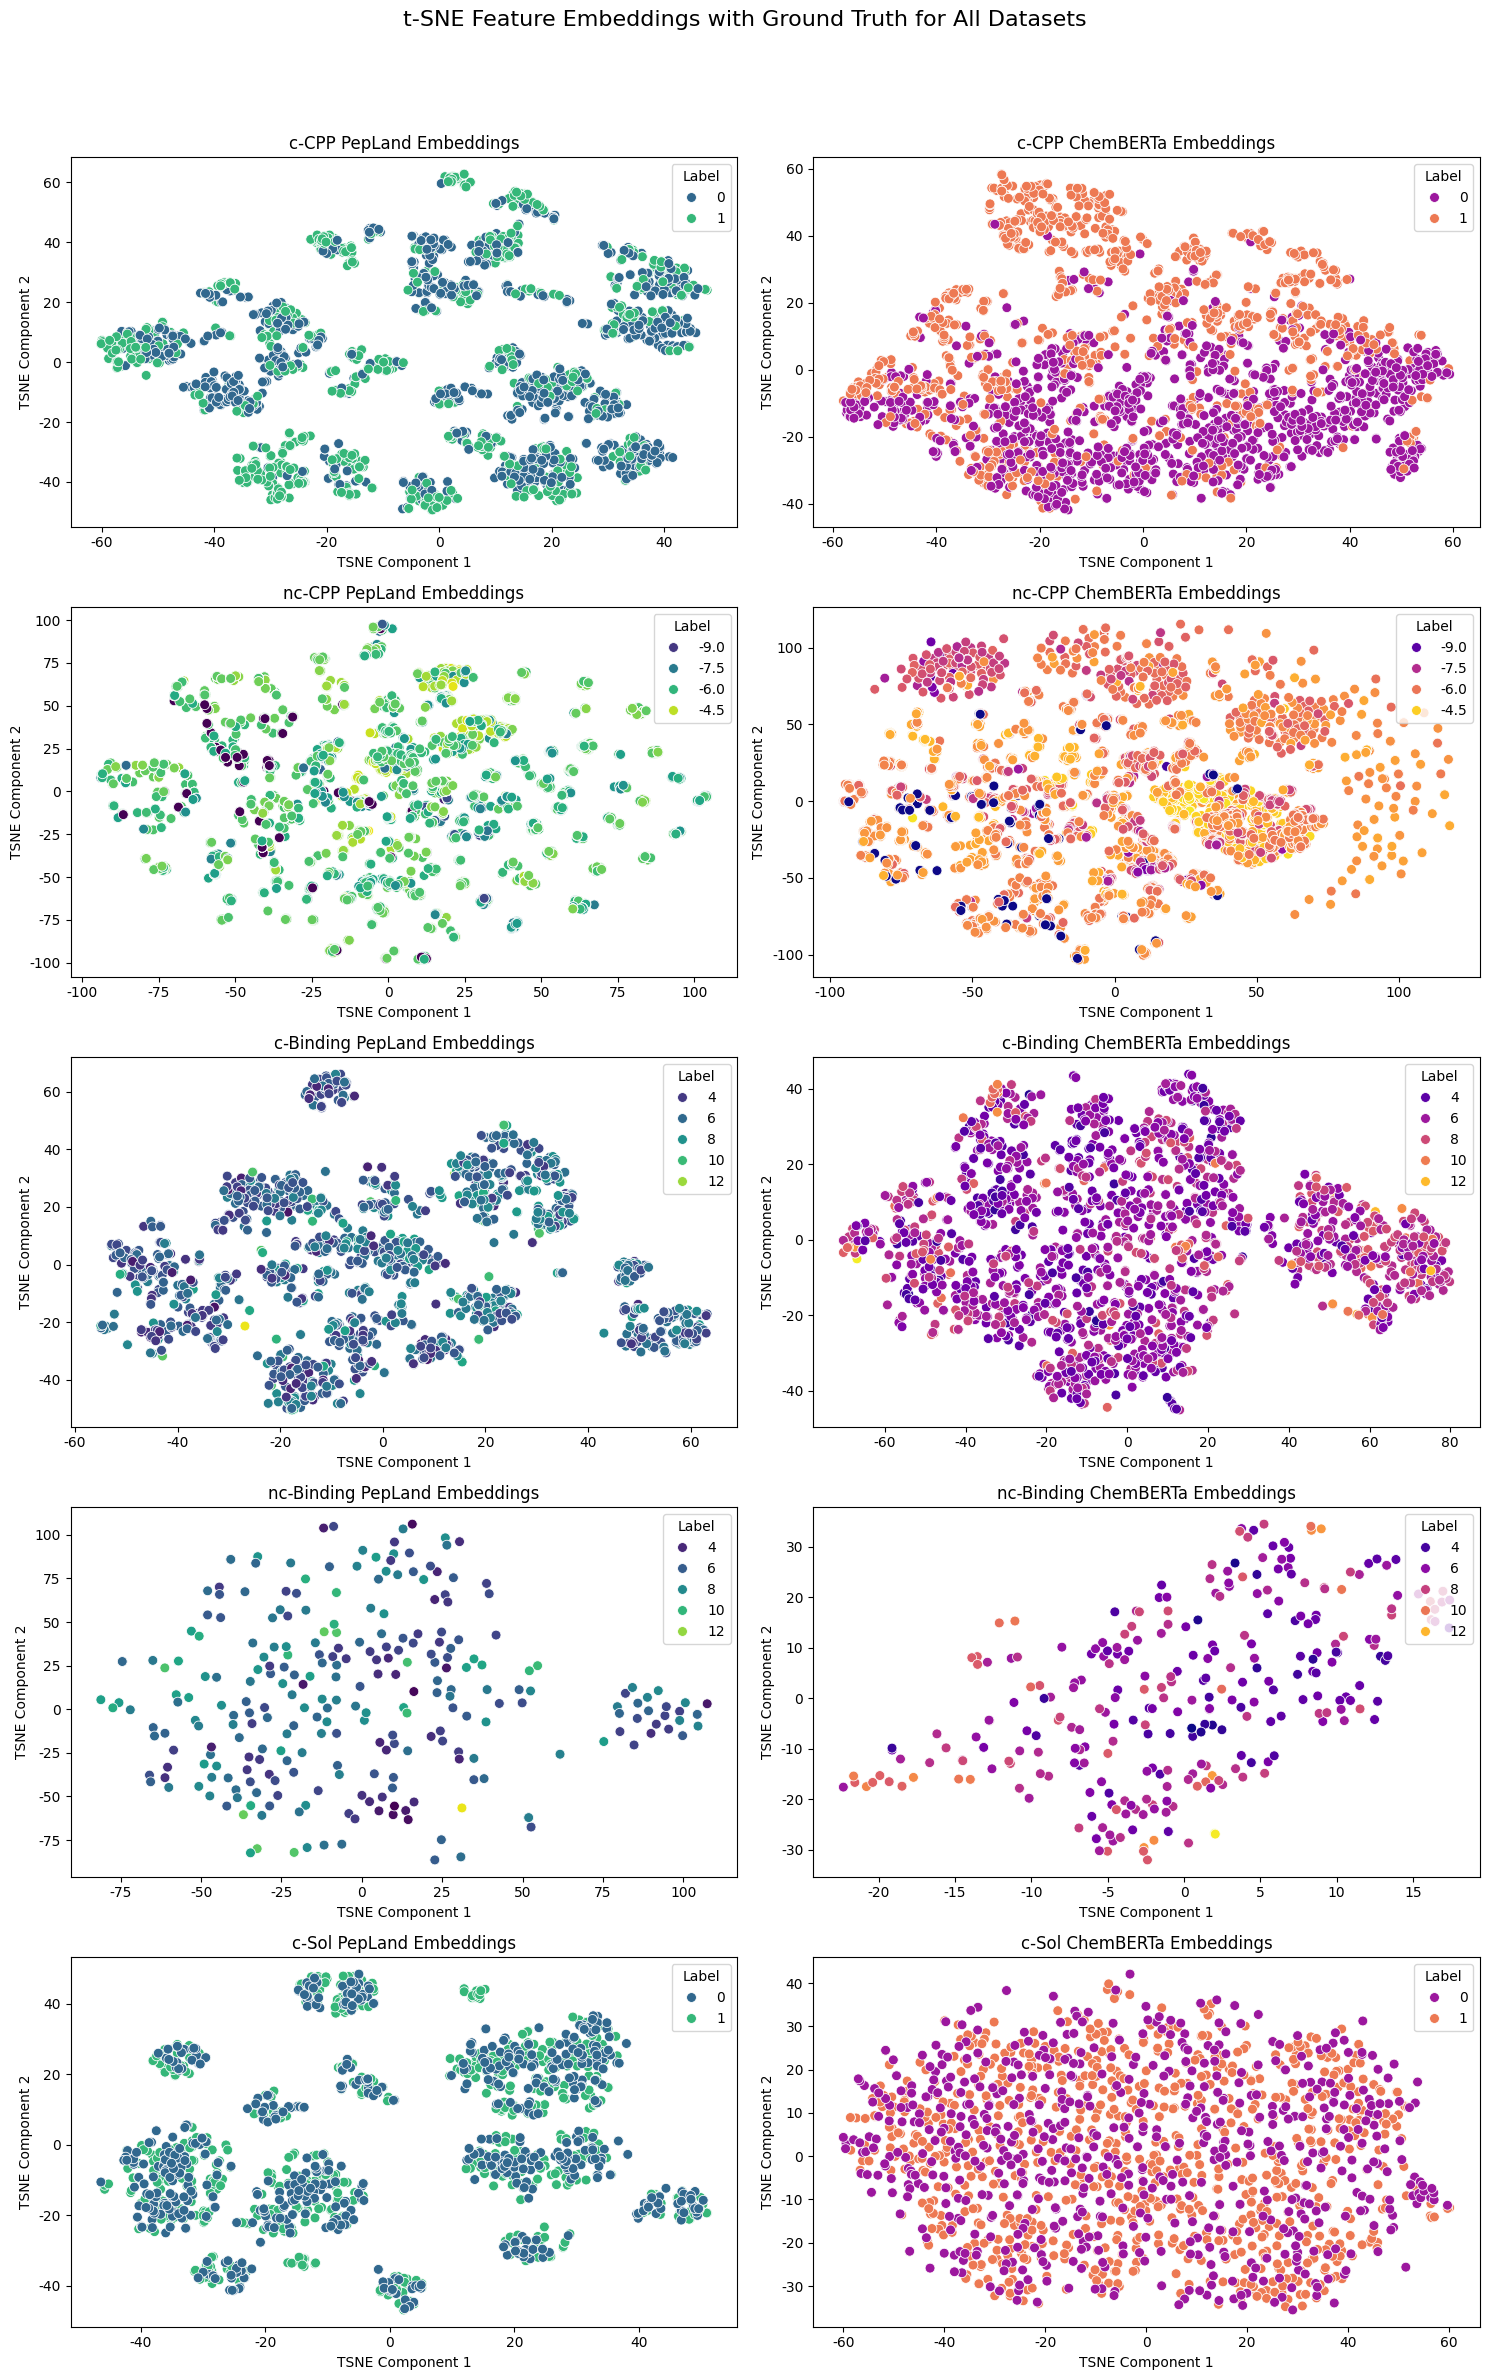 t-SNE Feature Embeddings with Ground Truth for All Datasets
c-CPP PepLand Embeddings
Label
0
1
60
40
20
0
-20
-40
TSNE Component 2
-60 -40 -20 0 20 40
TSNE Component 1
c-CPP ChemBERTa Embeddings
Label
0
1
60
40
20
0
-20
-40
TSNE Component 2
-60 -40 -20 0 20 40 60
TSNE Component 1
nc-CPP PepLand Embeddings
Label
-9.0
-7.5
-6.0
-4.5
100
75
50
25
0
-25
-50
-75
-100
TSNE Component 2
-100 -75 -50 -25 0 25 50 75 100
TSNE Component 1
nc-CPP ChemBERTa Embeddings
Label
-9.0
-7.5
-6.0
-4.5
100
50
0
-50
-100
TSNE Component 2
-100 -50 0 50 100
TSNE Component 1
c-Binding PepLand Embeddings
Label
4
6
8
10
12
60
40
20
0
-20
-40
TSNE Component 2
-60 -40 -20 0 20 40 60
TSNE Component 1
c-Binding ChemBERTa Embeddings
Label
4
6
8
10
12
40
20
0
-20
-40
TSNE Component 2
-60 -40 -20 0 20 40 60 80
TSNE Component 1
nc-Binding PepLand Embeddings
Label
4
6
8
10
12
100
75
50
25
0
-25
-50
-75
TSNE Component 2
-75 -50 -25 0 25 50 75 100
TSNE Component 1
nc-Binding ChemBERTa Embeddings
Label
4
6
8
10
12
30
20
10
0
-10
-20
-30
TSNE Component 2
-20 -15 -10 -5 0 5 10 15
TSNE Component 1
c-Sol PepLand Embeddings
Label
0
1
40
20
0
-20
-40
TSNE Component 2
-40 -20 0 20 40
TSNE Component 1
c-Sol ChemBERTa Embeddings
Label
0
1
40
30
20
10
0
-10
-20
-30
TSNE Component 2
-60 -40 -20 0 20 40 60
TSNE Component 1